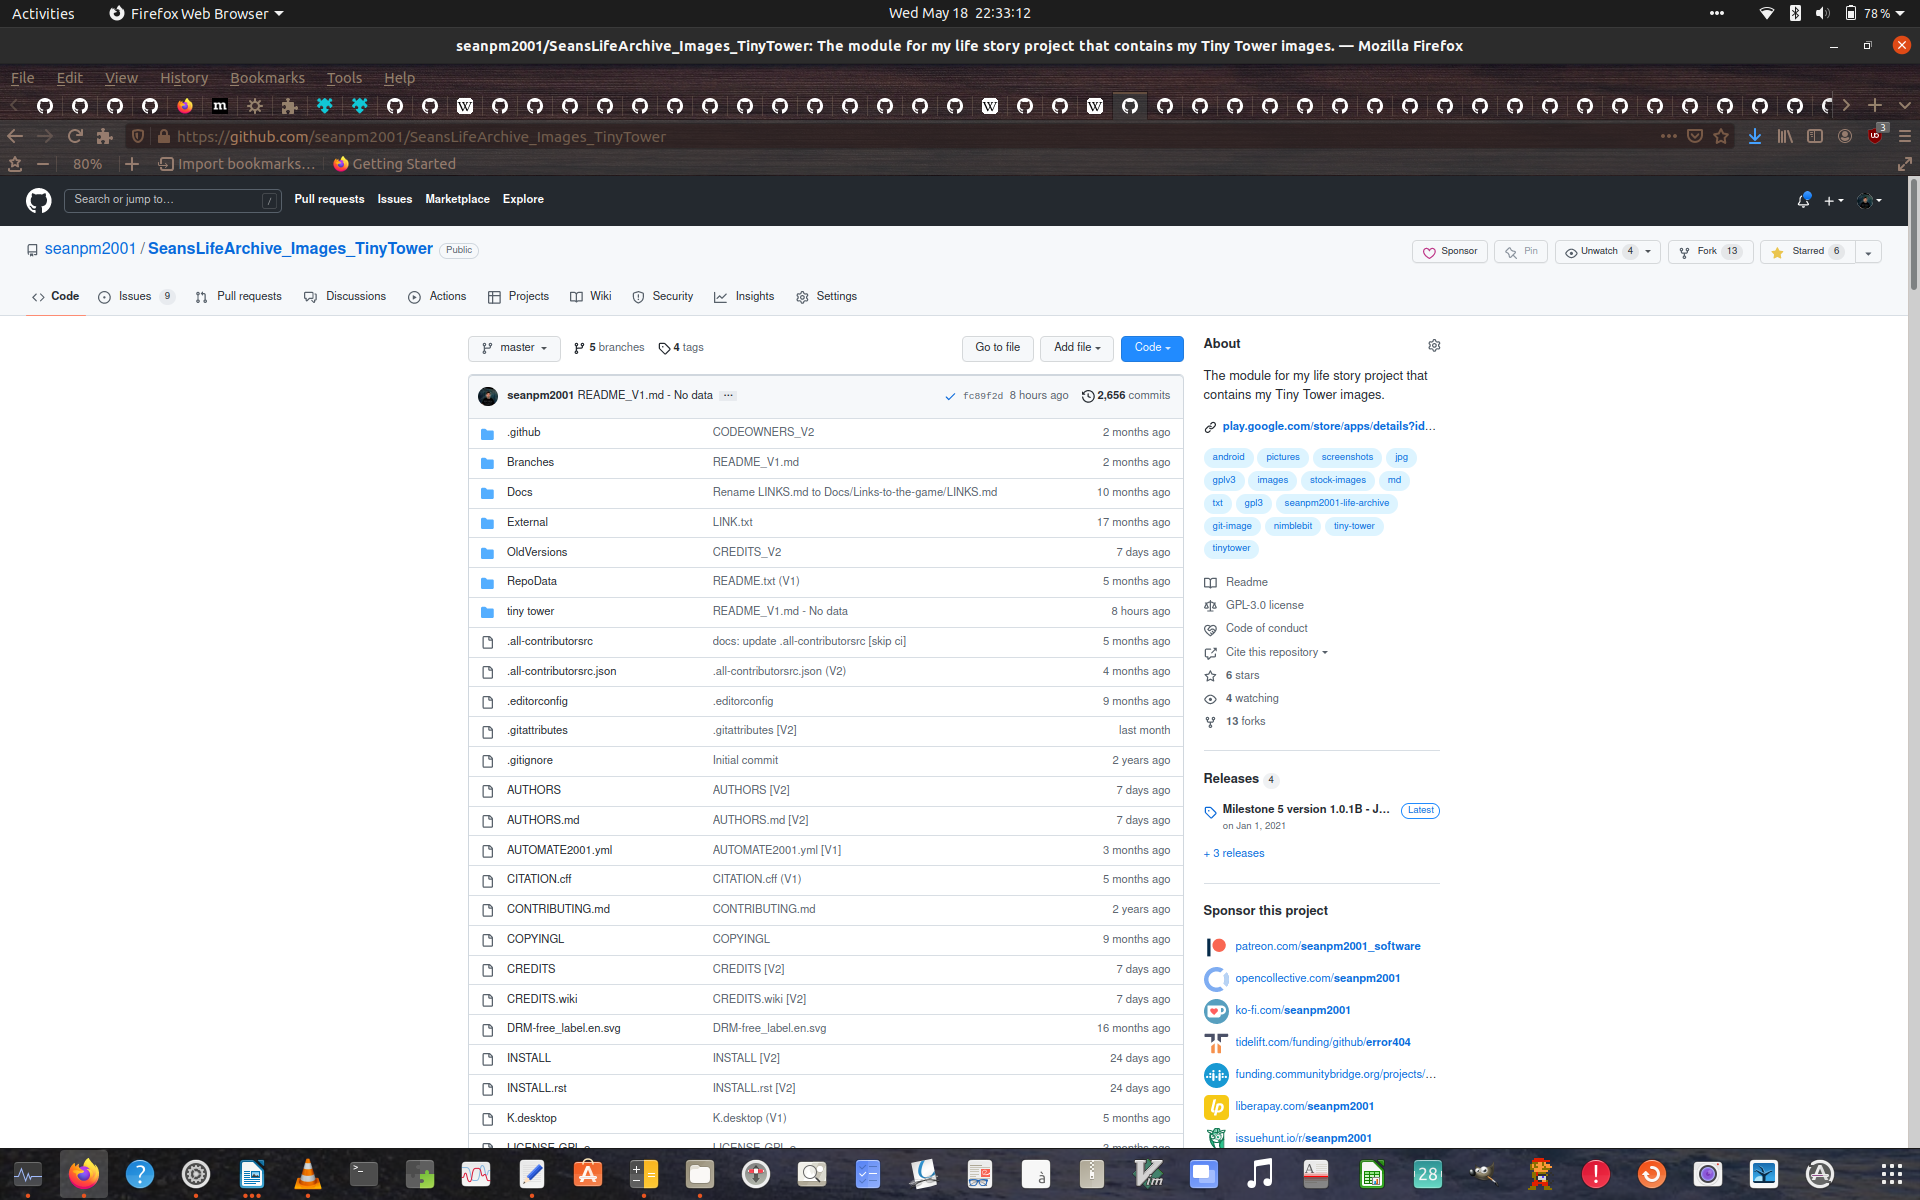 Activities
Firefox Web Browser
Wed May 18 22:33:12
78 %
seanpm2001/SeansLifeArchive_Images_TinyTower: The module for my life story project that contains my Tiny Tower images. — Mozilla Firefox
File Edit View History Bookmarks Tools Help
https://github.com/seanpm2001/SeansLifeArchive_Images_TinyTower
3
80% Import bookmarks... Getting Started
Search or jump to... /
Pull requests Issues Marketplace Explore
seanpm2001 / SeansLifeArchive_Images_TinyTower Public
Sponsor Pin Unwatch 4 Fork 13 Starred 6
Code Issues 9 Pull requests Discussions Actions Projects Wiki Security Insights Settings
master 5 branches 4 tags
Go to file Add file Code
seanpm2001 README_V1.md - No data ... fc89f2d 8 hours ago 2,656 commits
.github CODEOWNERS_V2 2 months ago
Branches README_V1.md 2 months ago
Docs Rename LINKS.md to Docs/Links-to-the-game/LINKS.md 10 months ago
External LINK.txt 17 months ago
OldVersions CREDITS_V2 7 days ago
RepoData README.txt (V1) 5 months ago
tiny tower README_V1.md - No data 8 hours ago
.all-contributorsrc docs: update .all-contributorsrc [skip ci] 5 months ago
.all-contributorsrc.json .all-contributorsrc.json (V2) 4 months ago
.editorconfig .editorconfig 9 months ago
.gitattributes .gitattributes [V2] last month
.gitignore Initial commit 2 years ago
AUTHORS AUTHORS [V2] 7 days ago
AUTHORS.md AUTHORS.md [V2] 7 days ago
AUTOMATE2001.yml AUTOMATE2001.yml [V1] 3 months ago
CITATION.cff CITATION.cff (V1) 5 months ago
CONTRIBUTING.md CONTRIBUTING.md 2 years ago
COPYINGL COPYINGL 9 months ago
CREDITS CREDITS [V2] 7 days ago
CREDITS.wiki CREDITS.wiki [V2] 7 days ago
DRM-free_label.en.svg DRM-free_label.en.svg 16 months ago
INSTALL INSTALL [V2] 24 days ago
INSTALL.rst INSTALL.rst [V2] 24 days ago
K.desktop K.desktop (V1) 5 months ago
About
The module for my life story project that
contains my Tiny Tower images.
play.google.com/store/apps/details?id...
android pictures screenshots jpg
gplv3 images stock-images md
txt gpl3 seanpm2001-life-archive
git-image nimblebit tiny-tower
tinytower
Readme
GPL-3.0 license
Code of conduct
Cite this repository
6 stars
4 watching
13 forks
Releases 4
Milestone 5 version 1.0.1B - J... Latest
on Jan 1, 2021
+ 3 releases
Sponsor this project
patreon.com/seanpm2001_software
opencollective.com/seanpm2001
ko-fi.com/seanpm2001
tidelift.com/funding/github/error404
funding.communitybridge.org/projects/...
liberapay.com/seanpm2001
issuehunt.io/r/seanpm2001
28